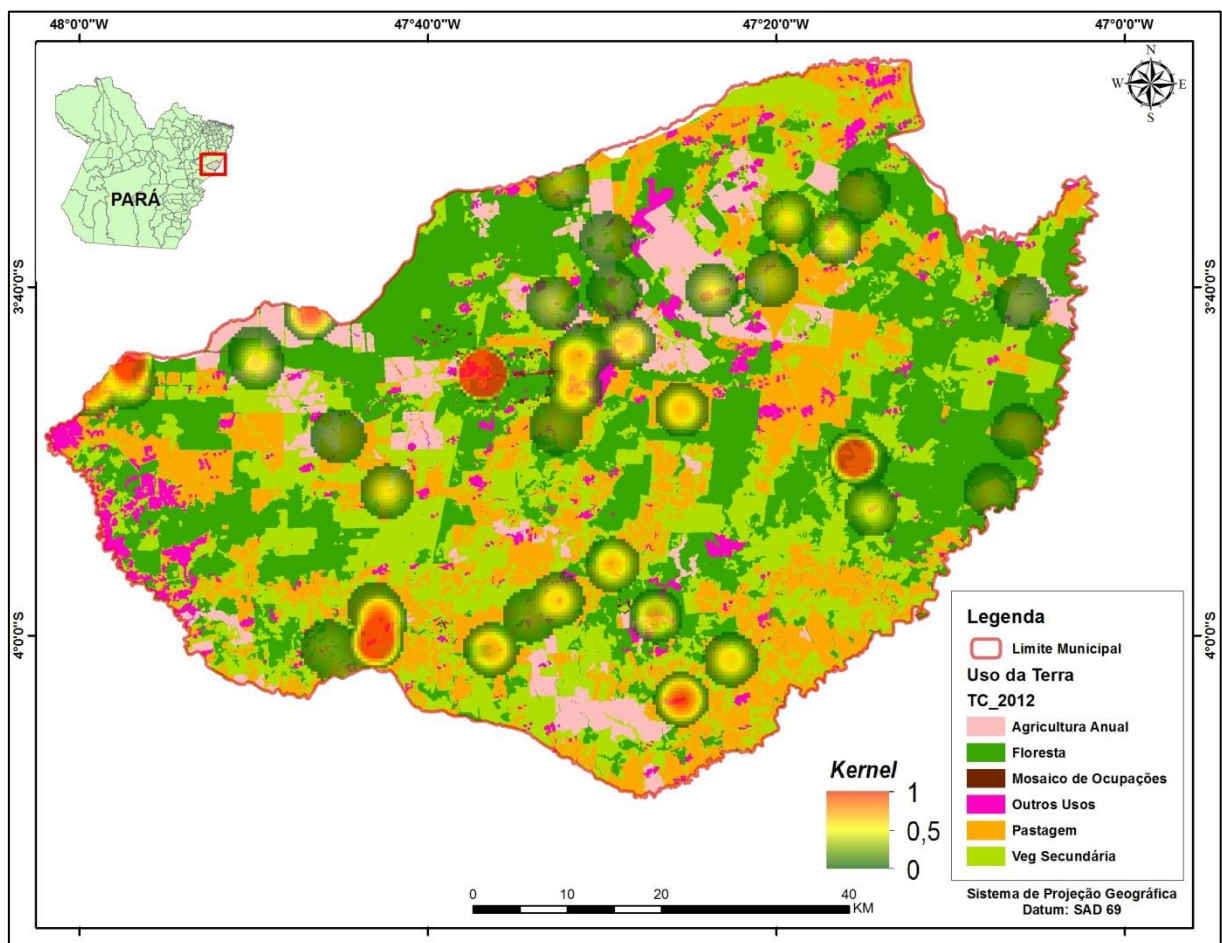 48°0'0"W 47°40'0"W 47°20'0"W 47°0'0"W
N
W E
S
PARÁ
3°40'0"S 3°40'0"S
4°0'0"S 4°0'0"S
Legenda
Limite Municipal
Uso da Terra
TC_2012
Agricultura Anual
Floresta
Mosaico de Ocupações
Outros Usos
Pastagem
Veg Secundária
Kernel
1
0,5
0
0 10 20 40
KM
Sistema de Projeção Geográfica
Datum: SAD 69